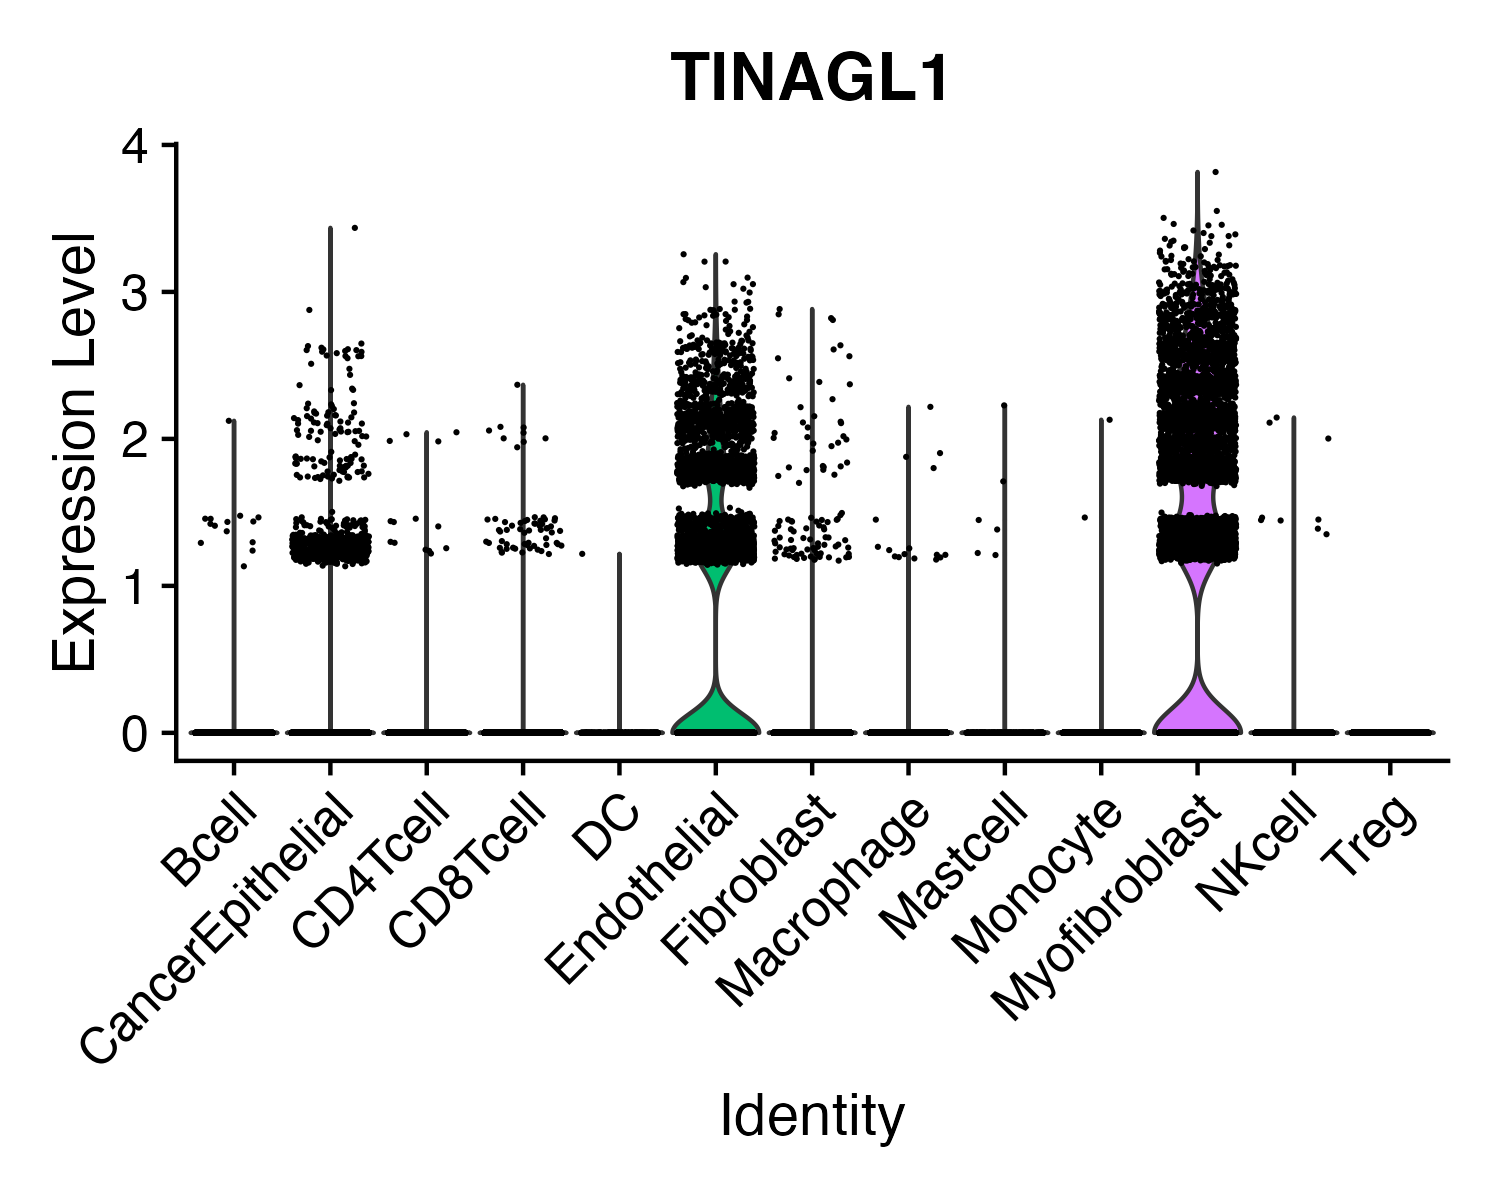 TINAGL1
Expression Level
4
3
2
1
0
Bcell
CancerEpithelial
CD4Tcell
CD8Tcell
DC
Endothelial
Fibroblast
Macrophage
Mastcell
Monocyte
Myofibroblast
NKcell
Treg
Identity